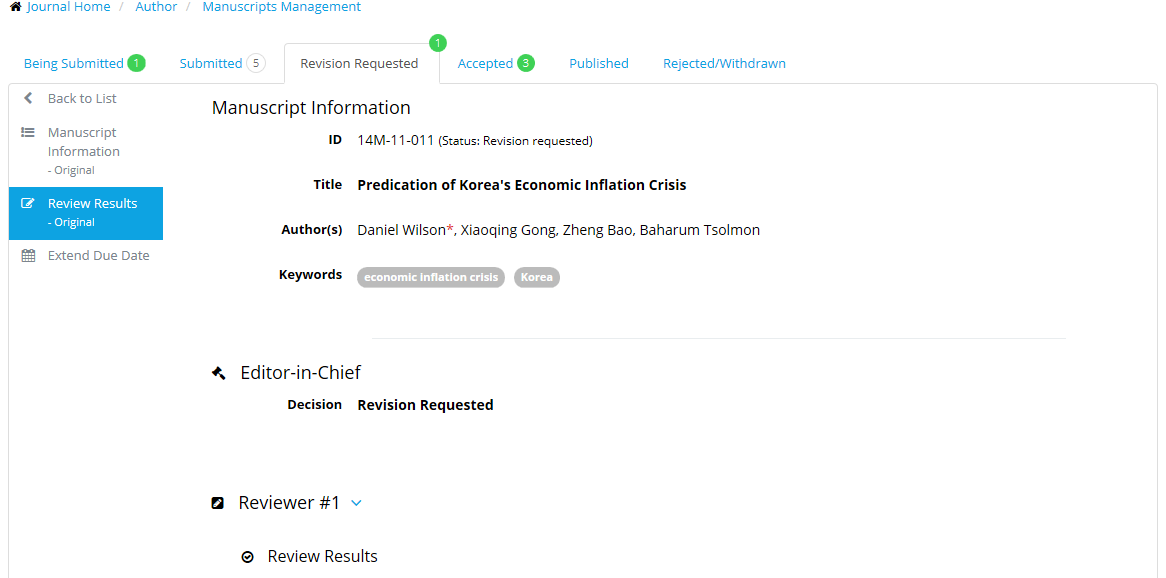 Journal Home / Author / Manuscripts Management
Being Submitted 1 Submitted 5 Revision Requested 1 Accepted 3 Published Rejected/Withdrawn
Back to List
Manuscript
Information
- Original
Review Results
- Original
Extend Due Date
Manuscript Information
ID 14M-11-011 (Status: Revision requested)
Title Predication of Korea's Economic Inflation Crisis
Author(s) Daniel Wilson*, Xiaoqing Gong, Zheng Bao, Baharum Tsolmon
Keywords economic inflation crisis Korea
Editor-in-Chief
Decision Revision Requested
Reviewer #1
Review Results